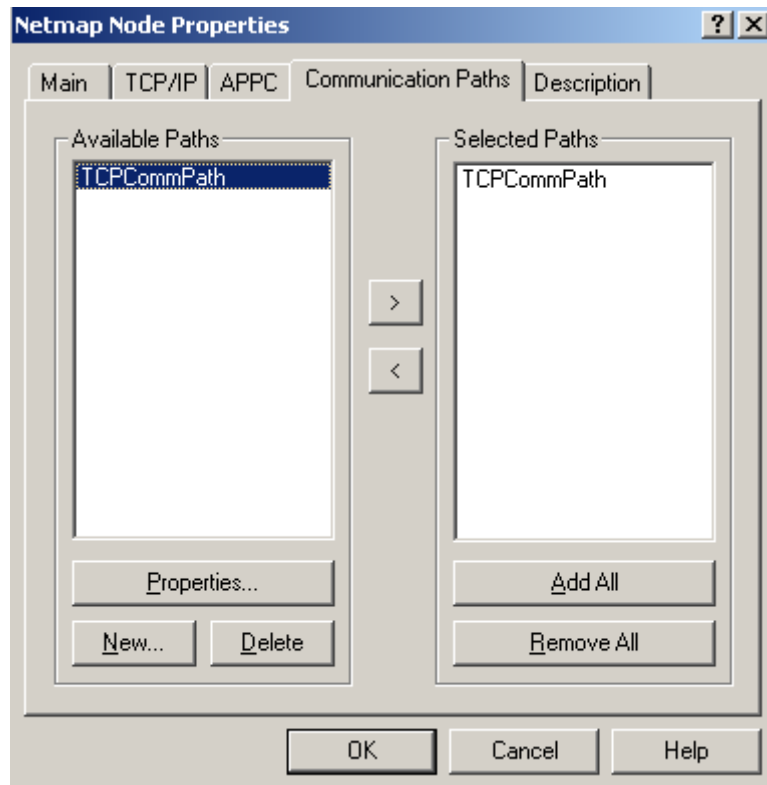 Netmap Node Properties ? X
Main TCP/IP APPC Communication Paths Description
Available Paths Selected Paths
TCPCommPath TCPCommPath
>
<
Properties... Add All
New... Delete Remove All
OK Cancel Help